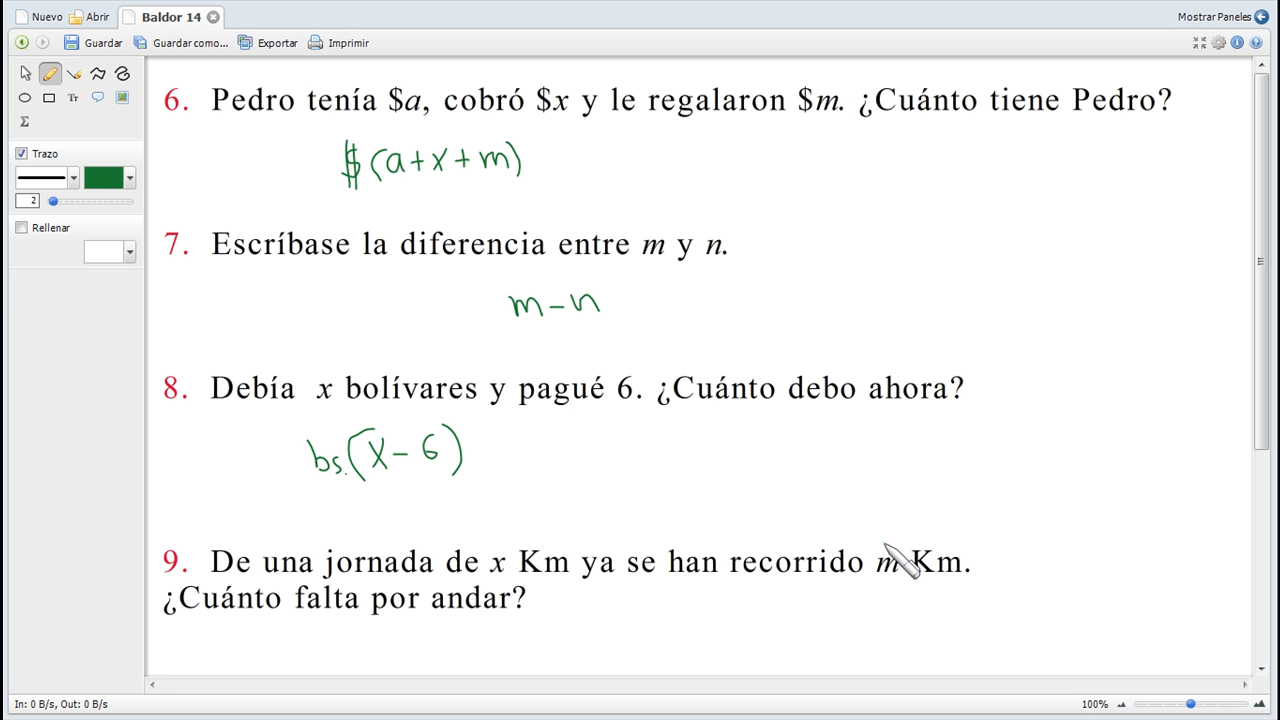 Nuevo Abrir Baldor 14 Mostrar Paneles
Guardar Guardar como... Exportar Imprimir
Tr
Σ
Trazo
2
Rellenar
6. Pedro tenía $a, cobró $x y le regalaron $m. ¿Cuánto tiene Pedro?
$(a+x+m)
7. Escríbase la diferencia entre m y n.
m-n
8. Debía x bolívares y pagué 6. ¿Cuánto debo ahora?
bs.(x-6)
9. De una jornada de x Km ya se han recorrido m Km.
¿Cuánto falta por andar?
In: 0 B/s, Out: 0 B/s 100%